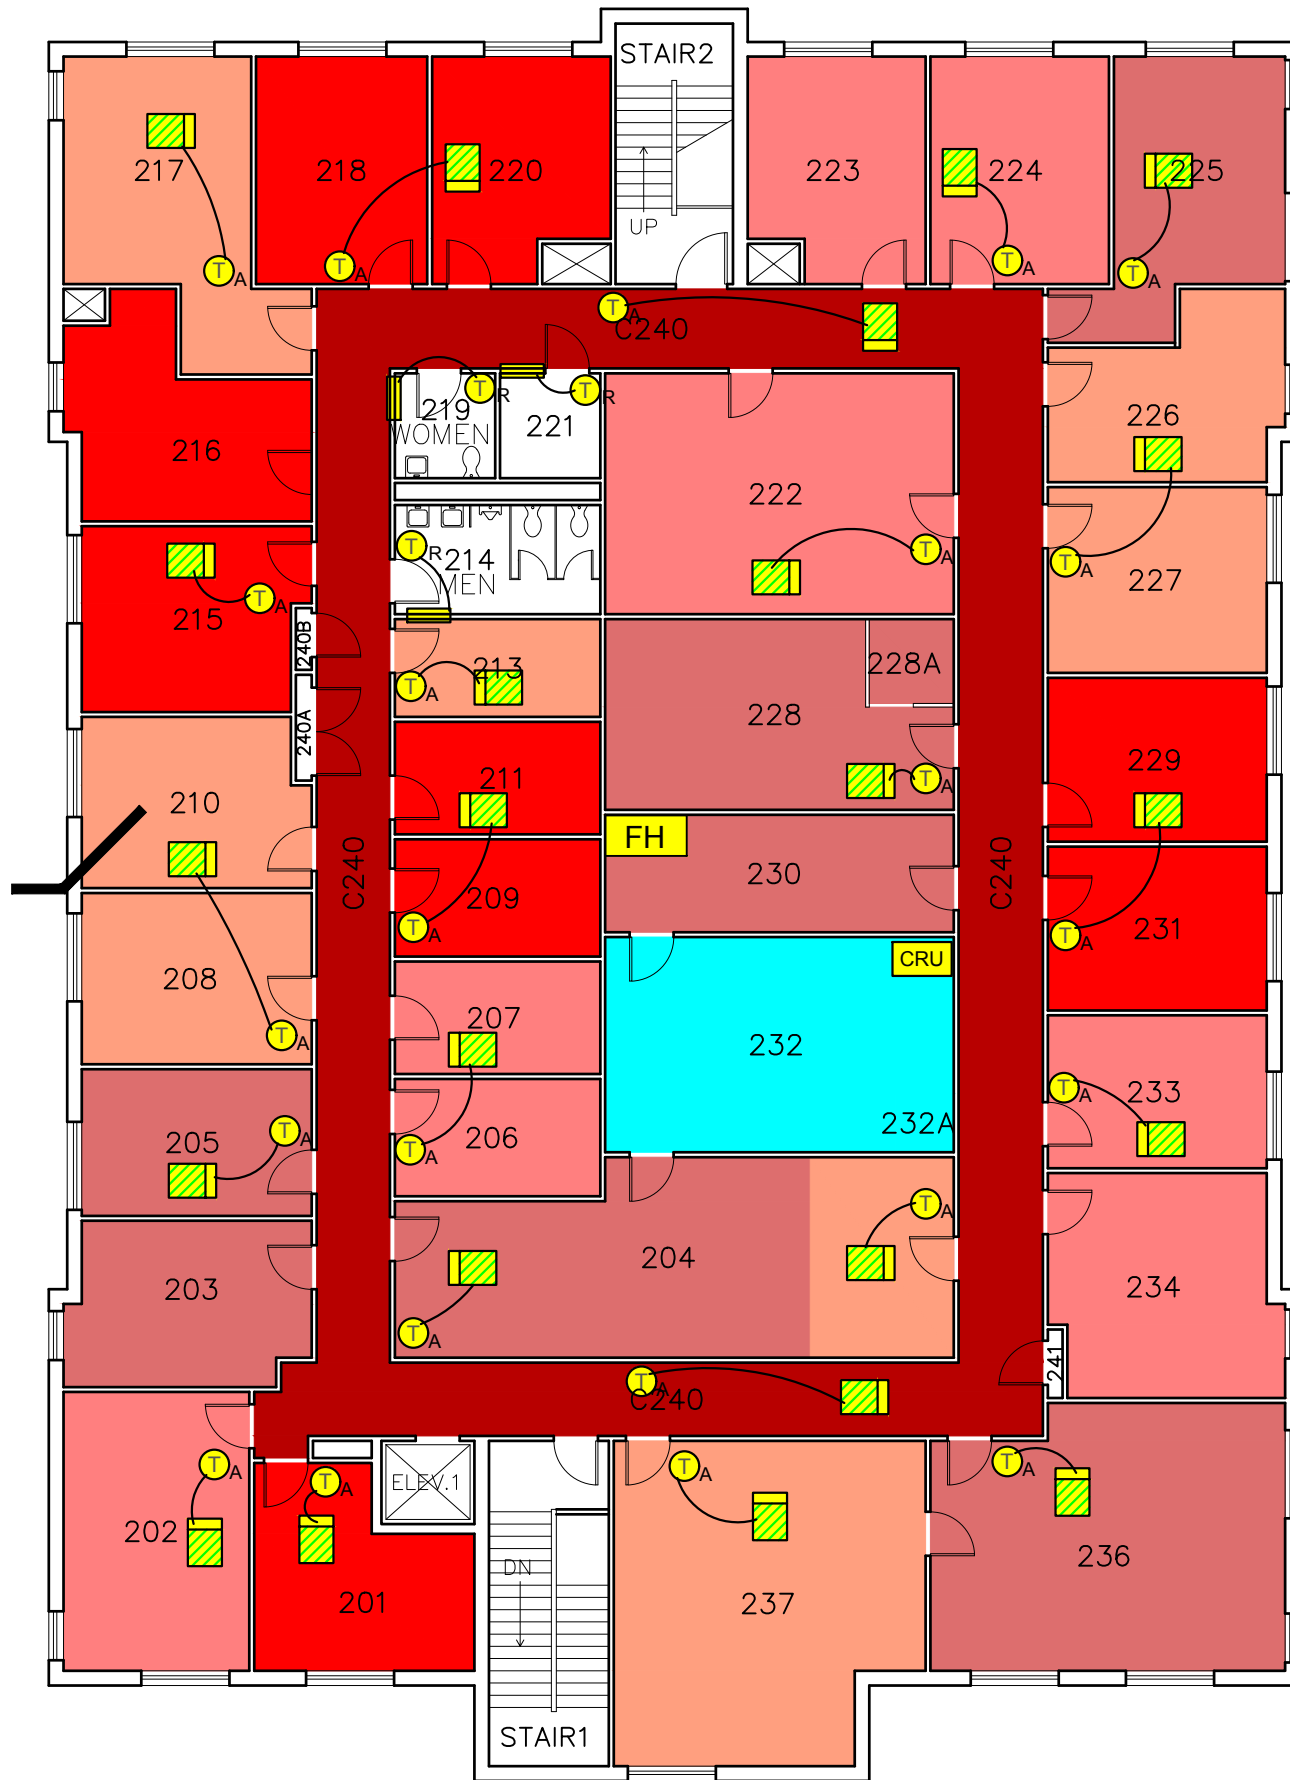 STAIR2
217
218
220
223
224
225
T A
T A
UP
T A
T A
T A
C240
T R
T R
219
WOMEN
221
226
216
222
T R
214
MEN
T A
T A
227
215
T A
240B
213
T A
228A
240A
228
T A
210
211
229
FH
C240
230
C240
209
T A
T A
231
208
CRU
207
232
T A
233
T A
232A
205
T A
206
T A
T A
203
204
234
T A
T A
241
C240
T A
T A
T A
T A
ELEV.1
202
DN
236
201
237
STAIR1